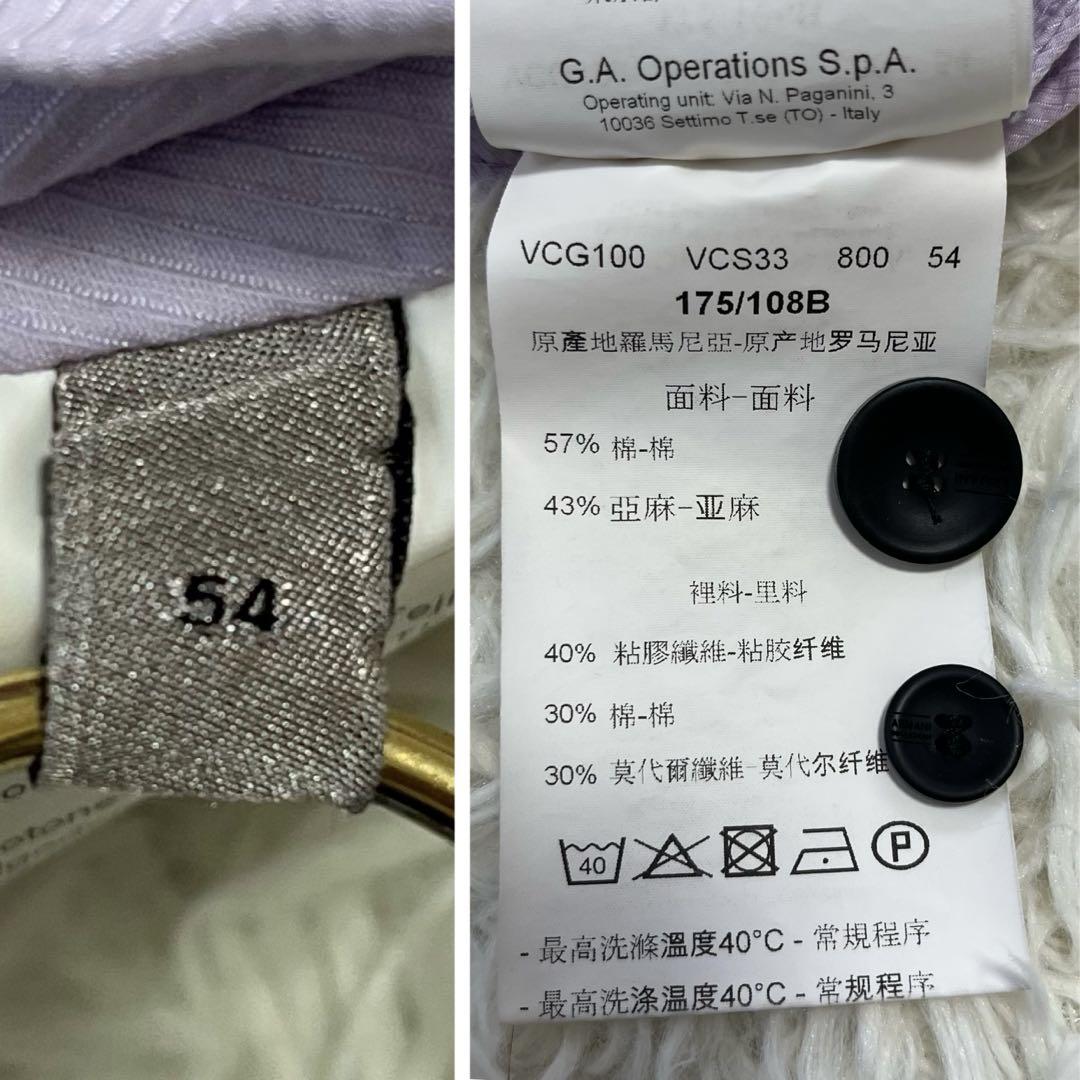 54
G.A. Operations S.p.A.
Operating unit: Via N. Paganini, 3
10036 Settimo T.se (TO) - Italy
VCG100 VCS33 800 54
175/108B
原產地羅馬尼亞-原产地罗马尼亚
面料-面料
57% 棉-棉
43% 亞麻-亚麻
裡料-里料
40% 粘膠纖維-粘胶纤维
30% 棉-棉
30% 莫代爾纖維-莫代尔纤维
40
P
- 最高洗滌溫度40°C - 常規程序
- 最高洗涤温度40°C - 常规程序
ARMANI